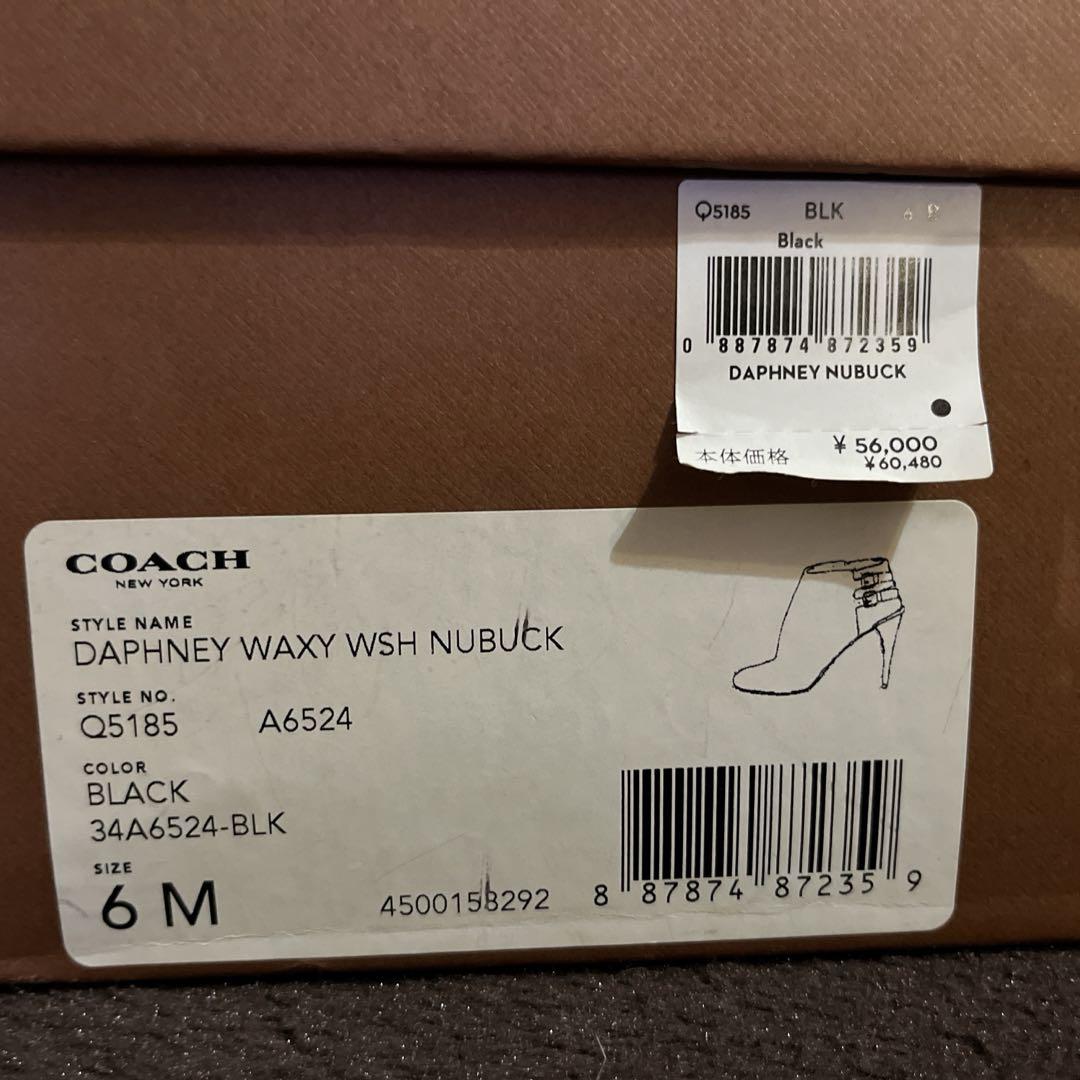 Q5185 BLK 6 B
Black
0 887874 872359
DAPHNEY NUBUCK
本体価格 ¥ 56,000
¥60,480
COACH
NEW YORK
STYLE NAME
DAPHNEY WAXY WSH NUBUCK
STYLE NO.
Q5185 A6524
COLOR
BLACK
34A6524-BLK
SIZE
6 M
4500158292
8 87874 87235 9